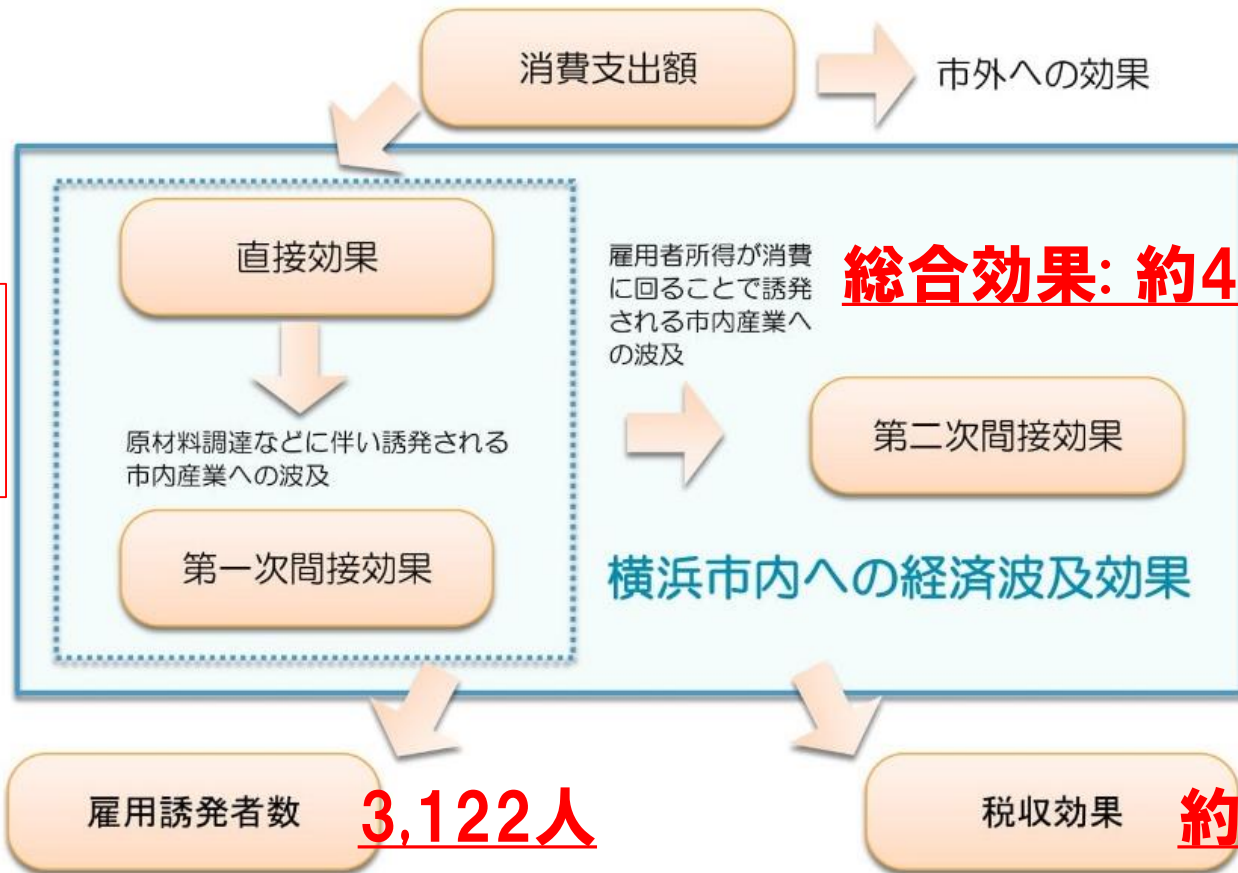 消費支出額
市外への効果
直接効果
原材料調達などに伴い誘発される
市内産業への波及
第一次間接効果
雇用者所得が消費
に回ることで誘発
される市内産業へ
の波及
総合効果: 約4
第二次間接効果
横浜市内への経済波及効果
雇用誘発者数
3,122人
税収効果
約